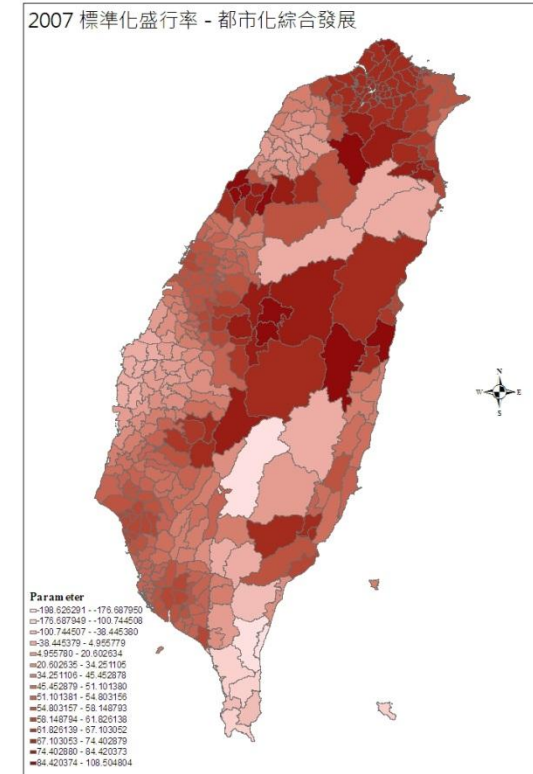 2007 標準化盛行率 - 都市化綜合發展
N
W E
S
Parameter
-198.626291 - -176.687950
-176.687949 - -100.744508
-100.744507 - -38.445380
-38.445379 - 4.955779
4.955780 - 20.602634
20.602635 - 34.251105
34.251106 - 45.452878
45.452879 - 51.101380
51.101381 - 54.803156
54.803157 - 58.148793
58.148794 - 61.826138
61.826139 - 67.103052
67.103053 - 74.402879
74.402880 - 84.420373
84.420374 - 108.504804